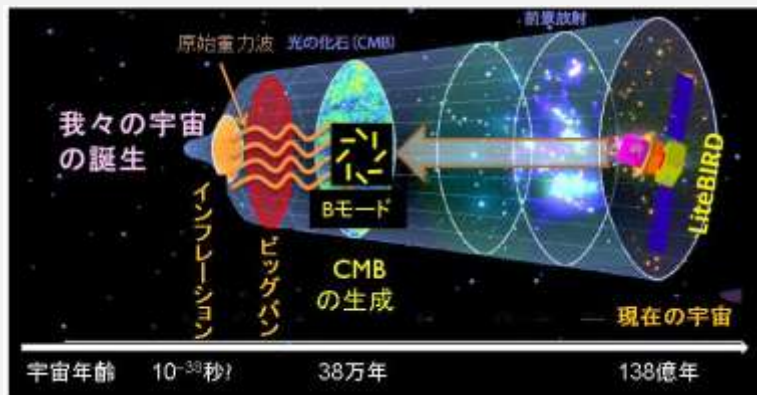 原始重力波
光の化石(CMB)
前景放射
我々の宇宙
の誕生
Bモード
LiteBIRD
インフレーション
ビッグバン
CMB
の生成
現在の宇宙
宇宙年齢
10⁻³⁸秒?
38万年
138億年